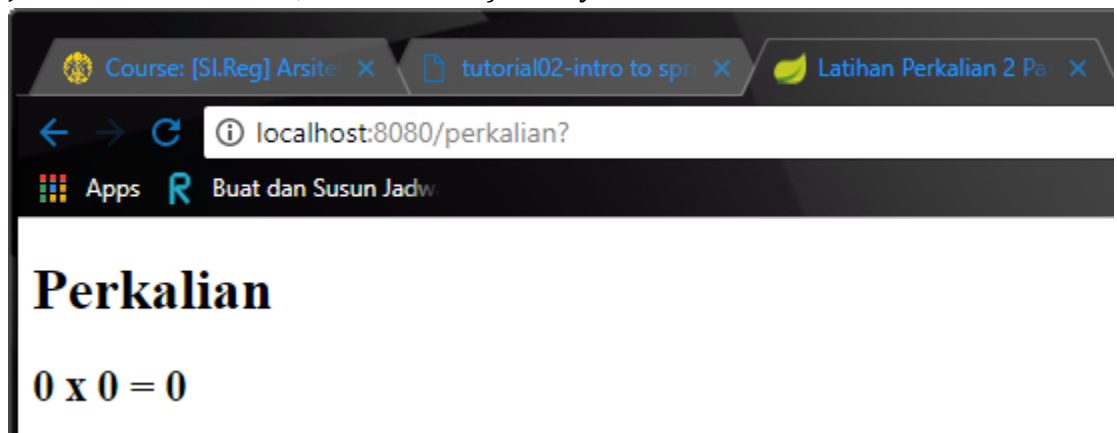 Course: [SI.Reg] Arsite
tutorial02-intro to spri
Latihan Perkalian 2 Pa
localhost:8080/perkalian?
Apps
Buat dan Susun Jadw
Perkalian
0 x 0 = 0